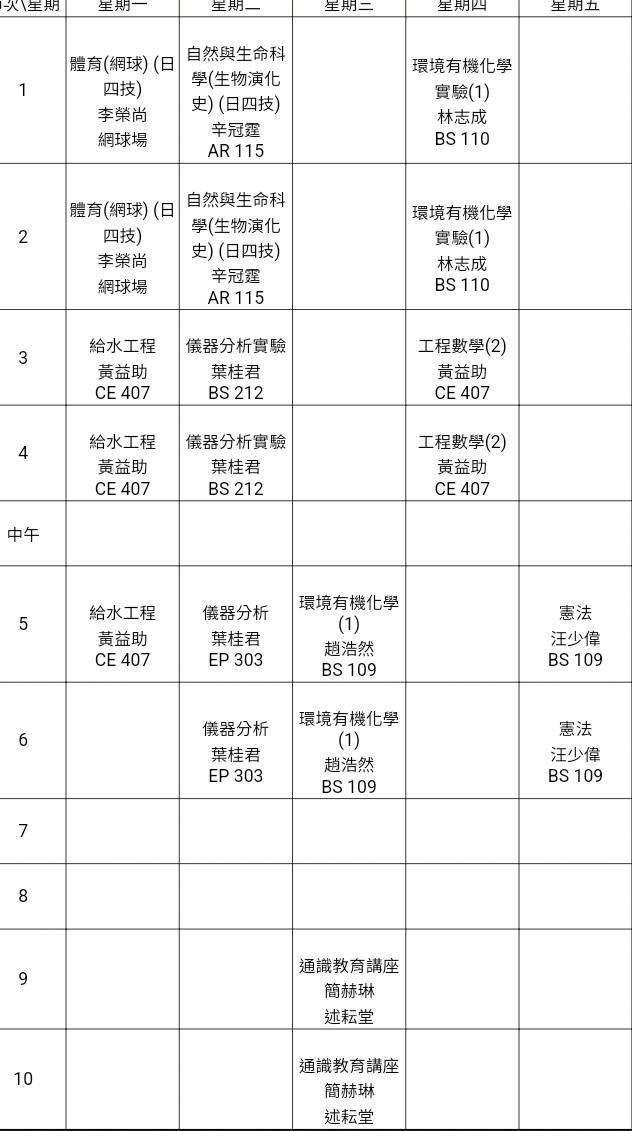 節次\星期 星期一 星期二 星期三 星期四 星期五
1
體育(網球) (日
四技)
李榮尚
網球場
自然與生命科
學(生物演化
史) (日四技)
辛冠霆
AR 115
環境有機化學
實驗(1)
林志成
BS 110
2
體育(網球) (日
四技)
李榮尚
網球場
自然與生命科
學(生物演化
史) (日四技)
辛冠霆
AR 115
環境有機化學
實驗(1)
林志成
BS 110
3
給水工程
黃益助
CE 407
儀器分析實驗
葉桂君
BS 212
工程數學(2)
黃益助
CE 407
4
給水工程
黃益助
CE 407
儀器分析實驗
葉桂君
BS 212
工程數學(2)
黃益助
CE 407
中午
5
給水工程
黃益助
CE 407
儀器分析
葉桂君
EP 303
環境有機化學
(1)
趙浩然
BS 109
憲法
汪少偉
BS 109
6
儀器分析
葉桂君
EP 303
環境有機化學
(1)
趙浩然
BS 109
憲法
汪少偉
BS 109
7
8
9
通識教育講座
簡赫琳
述耘堂
10
通識教育講座
簡赫琳
述耘堂